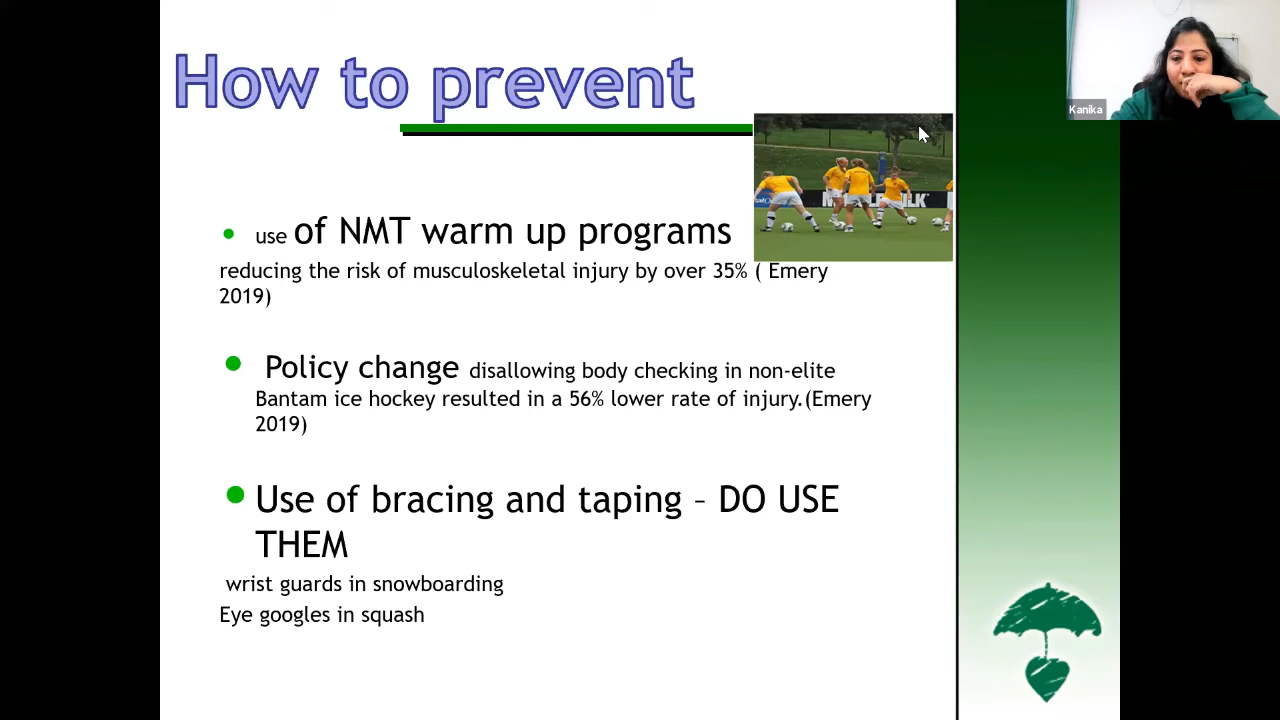 How to prevent
Kanika
use of NMT warm up programs
reducing the risk of musculoskeletal injury by over 35% ( Emery
2019)
Policy change disallowing body checking in non-elite
Bantam ice hockey resulted in a 56% lower rate of injury.(Emery
2019)
Use of bracing and taping – DO USE
THEM
wrist guards in snowboarding
Eye googles in squash